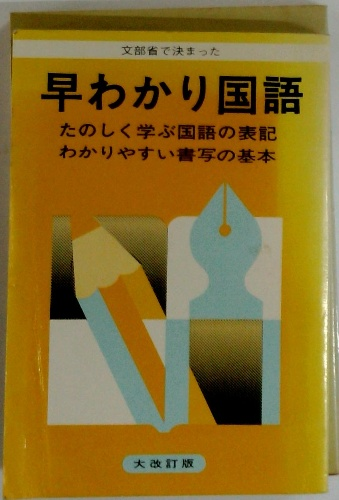 文部省で決まった
早わかり国語
たのしく学ぶ国語の表記
わかりやすい書写の基本
大改訂版